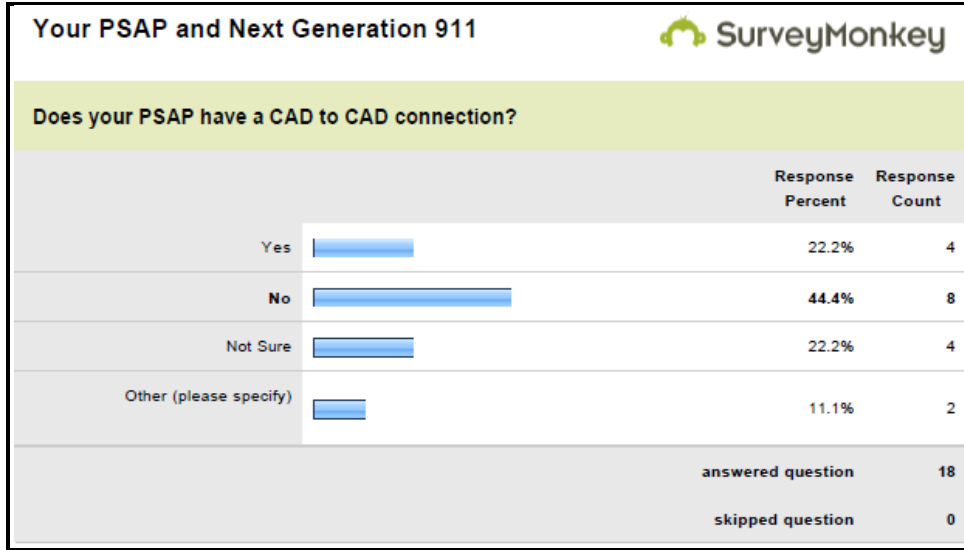 Your PSAP and Next Generation 911
SurveyMonkey
Does your PSAP have a CAD to CAD connection?
Response Percent Response Count
Yes 22.2% 4
No 44.4% 8
Not Sure 22.2% 4
Other (please specify) 11.1% 2
answered question 18
skipped question 0